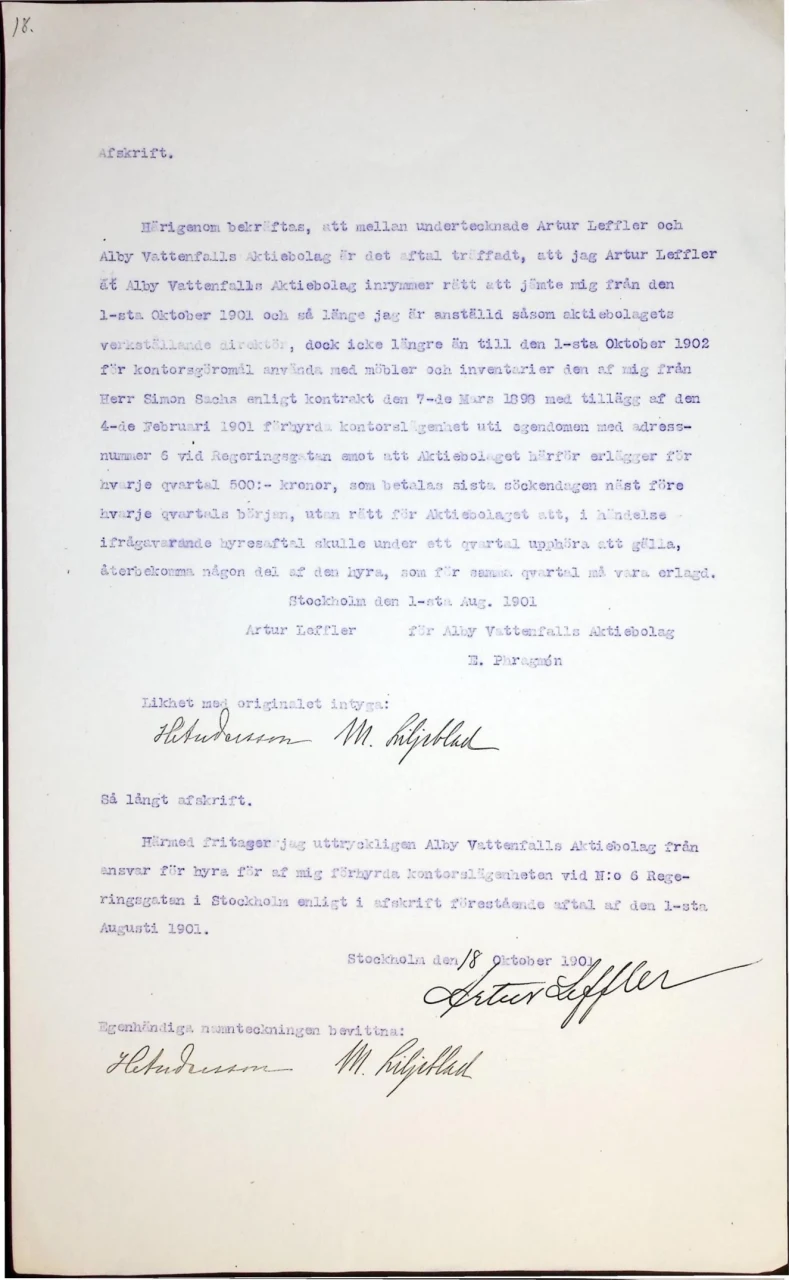 18.
Afskrift.
Härigenom bekräftas, att mellan undertecknade Artur Leffler och
Alby Vattenfalls Aktiebolag är det aftal träffadt, att jag Artur Leffler
åt Alby Vattenfalls Aktiebolag inrymmer rätt att jämte mig från den
1-sta Oktober 1901 och så länge jag är anställd såsom aktiebolagets
verkställande direktör, dock icke längre än till den 1-sta Oktober 1902
för kontorsgöromål använda med möbler och inventarier den af mig från
Herr Simon Sachs enligt kontrakt den 7-de Mars 1898 med tillägg af den
4-de Februari 1901 förhyrda kontorslägenhet uti egendomen med adress-
nummer 6 vid Regeringsgatan emot att Aktiebolaget härför erlägger för
hvarje qvartal 500:- kronor, som betalas sista söckendagen näst före
hvarje qvartals början, utan rätt för Aktiebolaget att, i händelse
ifrågavarande hyresaftal skulle under ett qvartal upphöra att gälla,
återbekomma någon del af den hyra, som för samma qvartal må vara erlagd.
Stockholm den 1-sta Aug. 1901
Artur Leffler för Alby Vattenfalls Aktiebolag
E. Phragmén
Likhet med originalet intyga:
H Andersson M. Liljeblad
Så långt afskrift.
Härmed fritager jag uttryckligen Alby Vattenfalls Aktiebolag från
ansvar för hyra för af mig förhyrda kontorslägenheten vid N:o 6 Rege-
ringsgatan i Stockholm enligt i afskrift förestående aftal af den 1-sta
Augusti 1901.
Stockholm den 18 Oktober 1901
Artur Leffler
Egenhändiga namnteckningen bevittna:
H Andersson M. Liljeblad